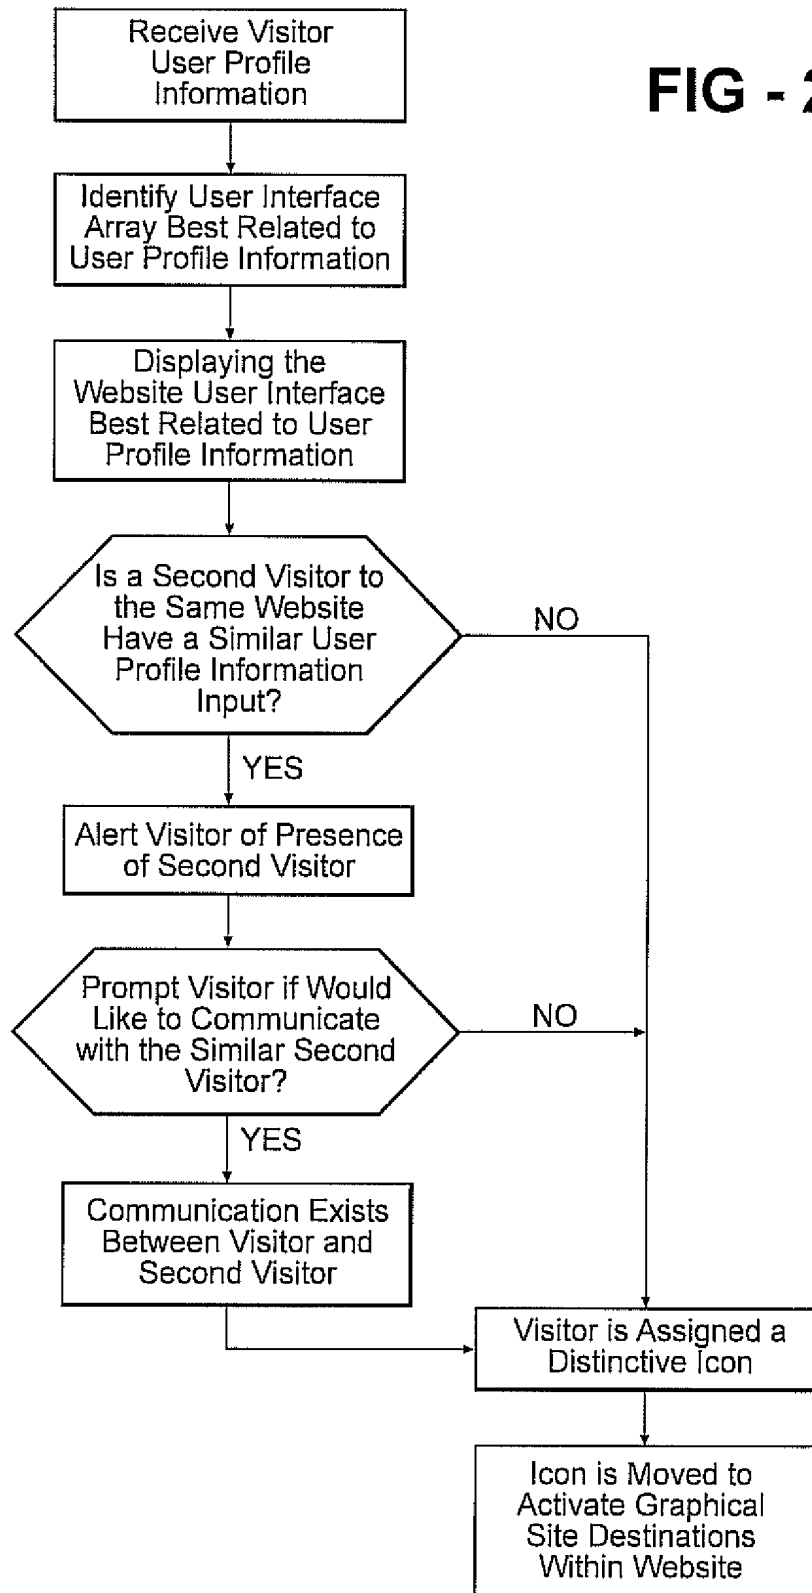 Receive Visitor
User Profile
Information
FIG - 2
Identify User Interface
Array Best Related to
User Profile Information
Displaying the
Website User Interface
Best Related to User
Profile Information
Is a Second Visitor to
the Same Website
Have a Similar User
Profile Information
Input?
NO
YES
Alert Visitor of Presence
of Second Visitor
Prompt Visitor if Would
Like to Communicate
with the Similar Second
Visitor?
NO
YES
Communication Exists
Between Visitor and
Second Visitor
Visitor is Assigned a
Distinctive Icon
Icon is Moved to
Activate Graphical
Site Destinations
Within Website